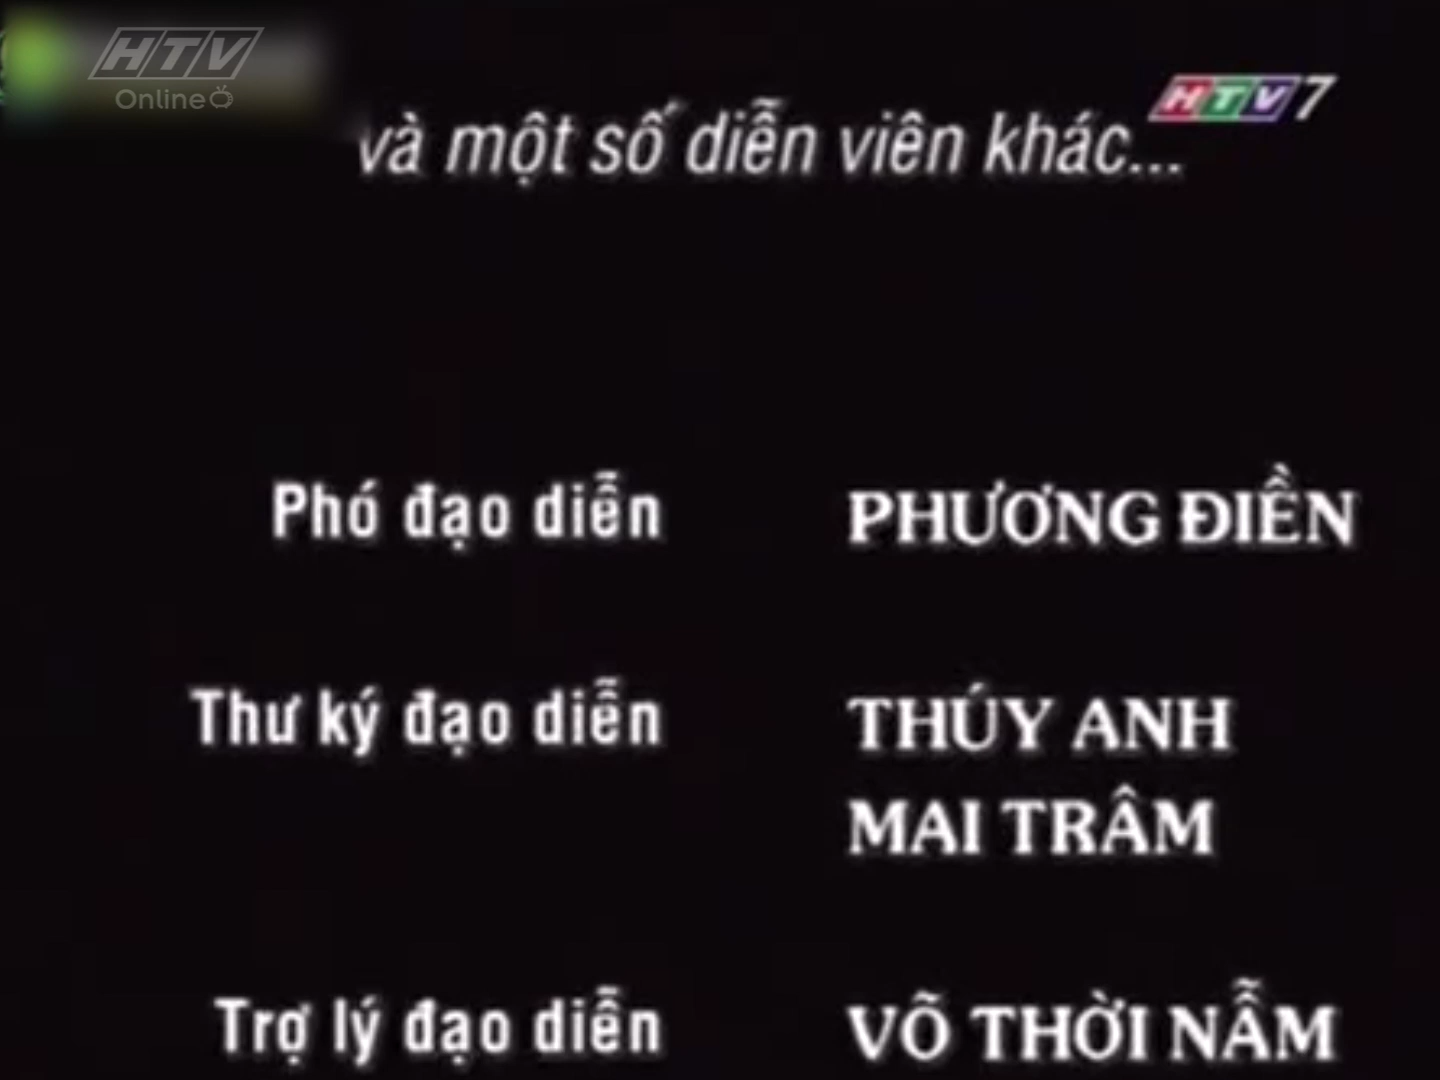 HTV
Online
HTV7
và một số diễn viên khác...
Phó đạo diễn PHƯƠNG ĐIỀN
Thư ký đạo diễn THÚY ANH
MAI TRÂM
Trợ lý đạo diễn VÕ THỜI NẪM